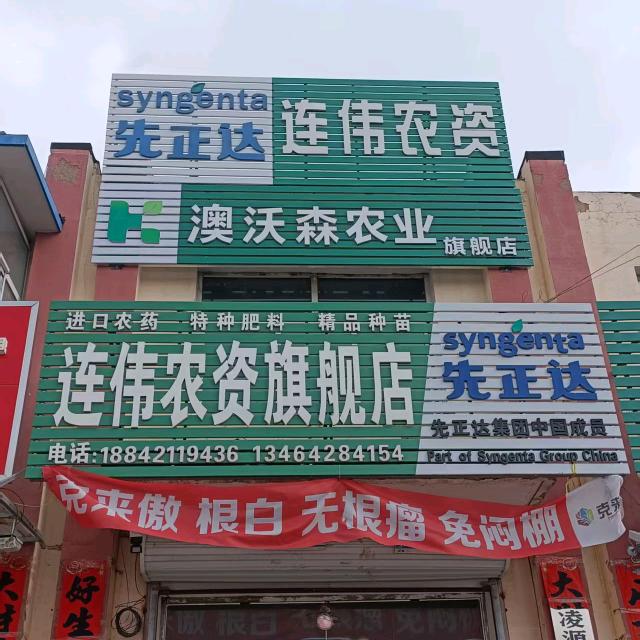 syngenta
先正达
连伟农资
澳沃森农业
旗舰店
进口农药 特种肥料 精品种苗
连伟农资旗舰店
电话:18842119436 13464284154
syngenta
先正达
先正达集团中国成员
Part of Syngenta Group China
克来傲 根白 无根瘤 免闷棚
好生
大
凌源